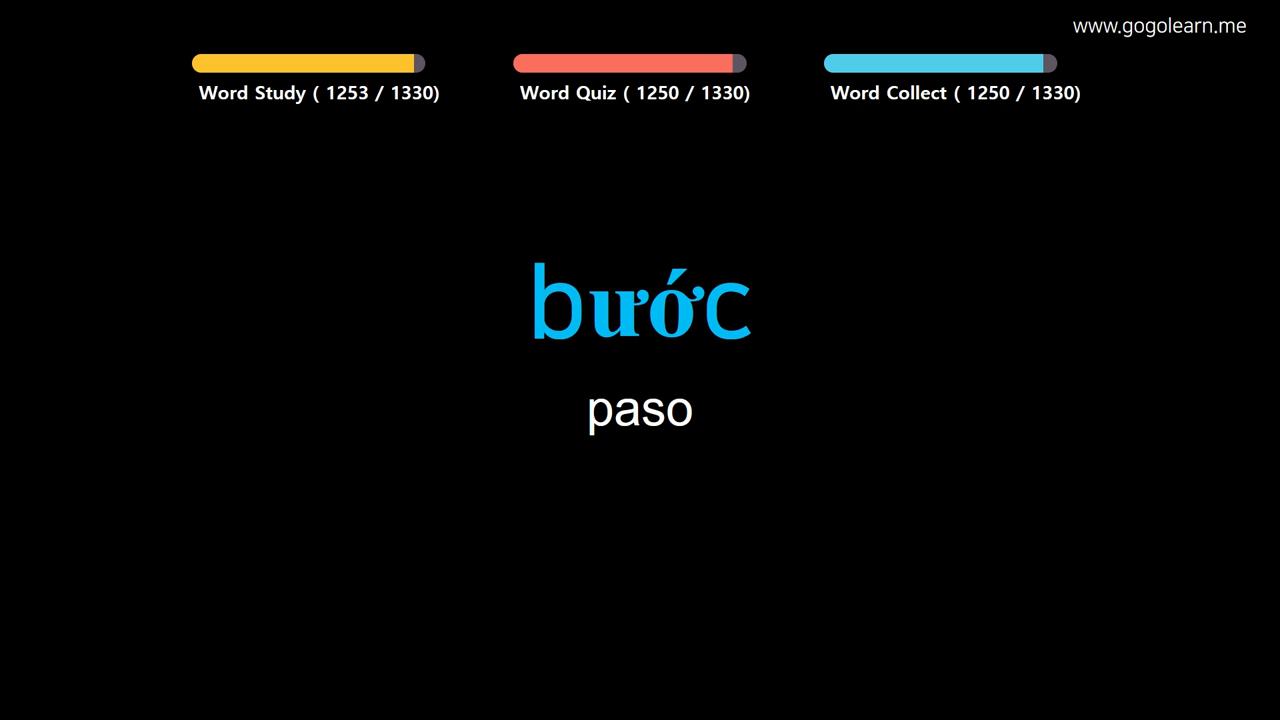 www.gogolearn.me
Word Study ( 1253 / 1330)
Word Quiz ( 1250 / 1330)
Word Collect ( 1250 / 1330)
bước
paso